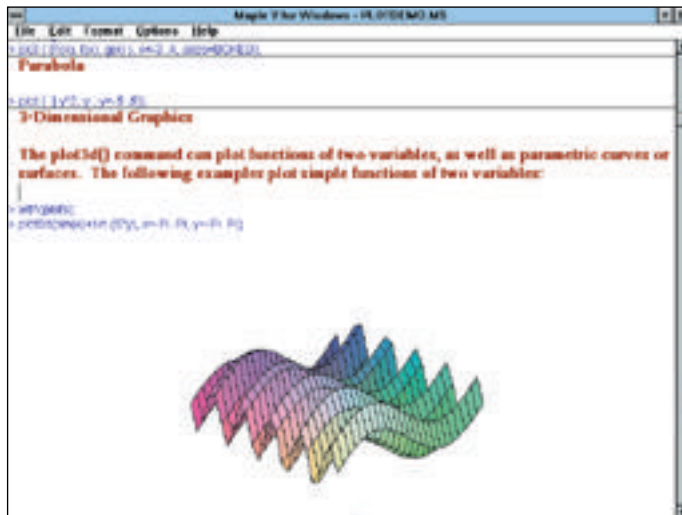 Maple V for Windows - PLOTDEMO.MS
File Edit Format Options Help
Parabola
3-Dimensional Graphics
The plot3d() command can plot functions of two variables, as well as parametric curves or
surfaces. The following examples plot simple functions of two variables:
> with(plots);